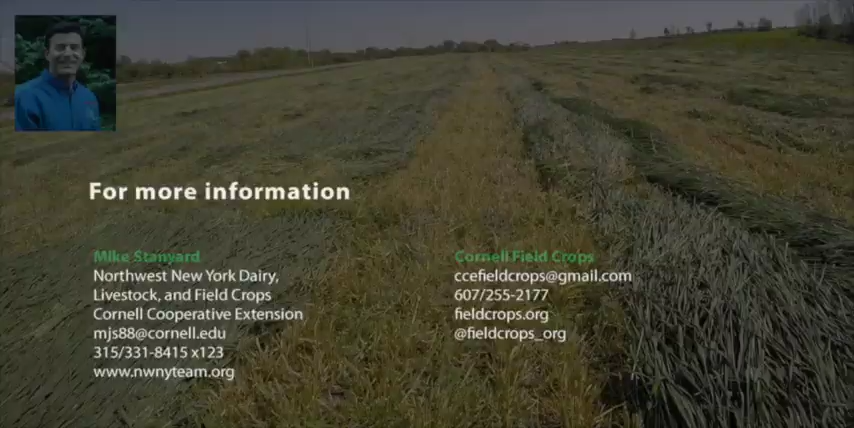 For more information
Mike Stanyard
Northwest New York Dairy,
Livestock, and Field Crops
Cornell Cooperative Extension
mjs88@cornell.edu
315/331-8415 x123
www.nwnyteam.org
Cornell Field Crops
ccefieldcrops@gmail.com
607/255-2177
fieldcrops.org
@fieldcrops_org